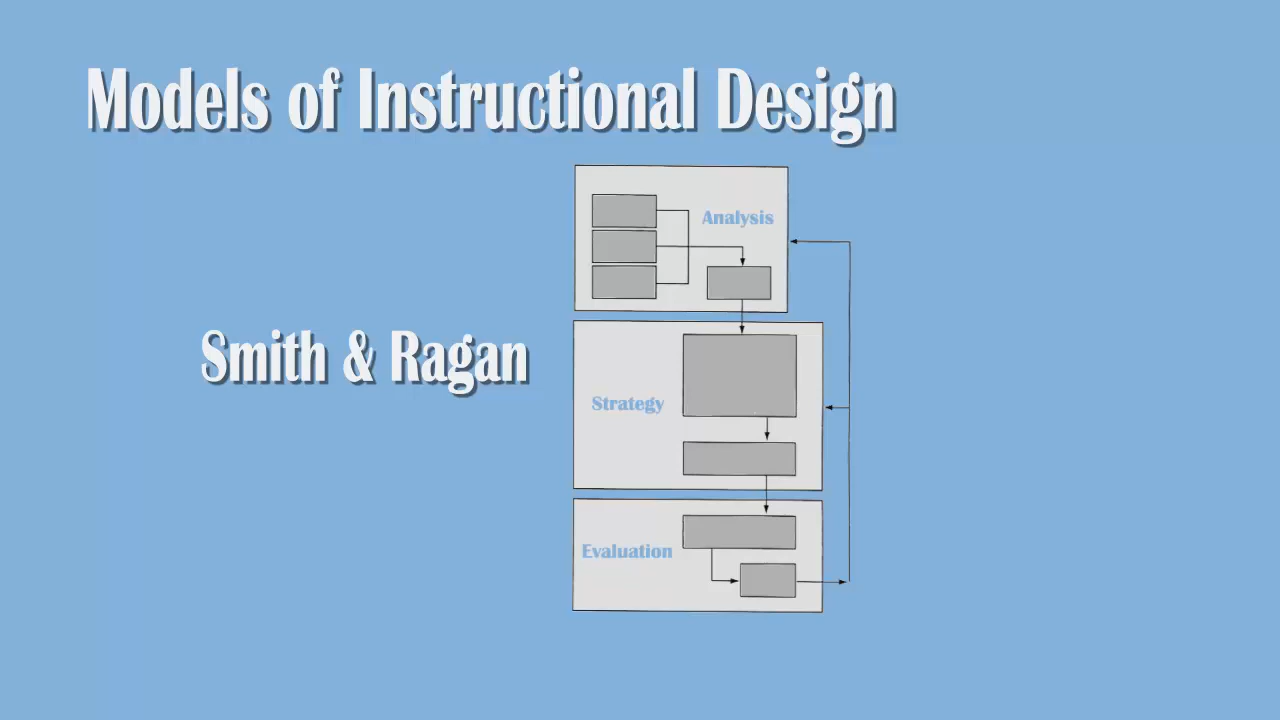 Models of Instructional Design
Analysis
Smith & Ragan
Strategy
Evaluation